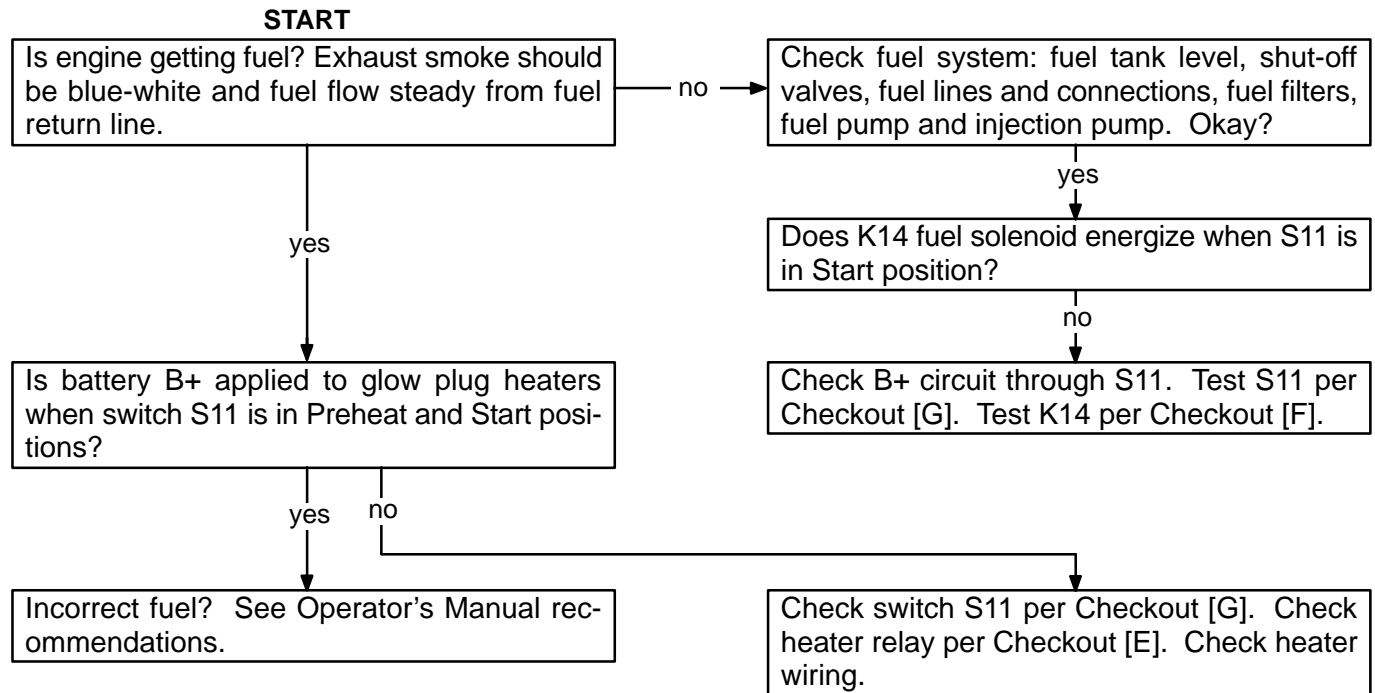 START
Is engine getting fuel? Exhaust smoke should
be blue-white and fuel flow steady from fuel
return line.
no
Check fuel system: fuel tank level, shut-off
valves, fuel lines and connections, fuel filters,
fuel pump and injection pump. Okay?
yes
yes
Does K14 fuel solenoid energize when S11 is
in Start position?
no
Is battery B+ applied to glow plug heaters
when switch S11 is in Preheat and Start posi-
tions?
Check B+ circuit through S11. Test S11 per
Checkout [G]. Test K14 per Checkout [F].
yes
no
Incorrect fuel? See Operator's Manual rec-
ommendations.
Check switch S11 per Checkout [G]. Check
heater relay per Checkout [E]. Check heater
wiring.